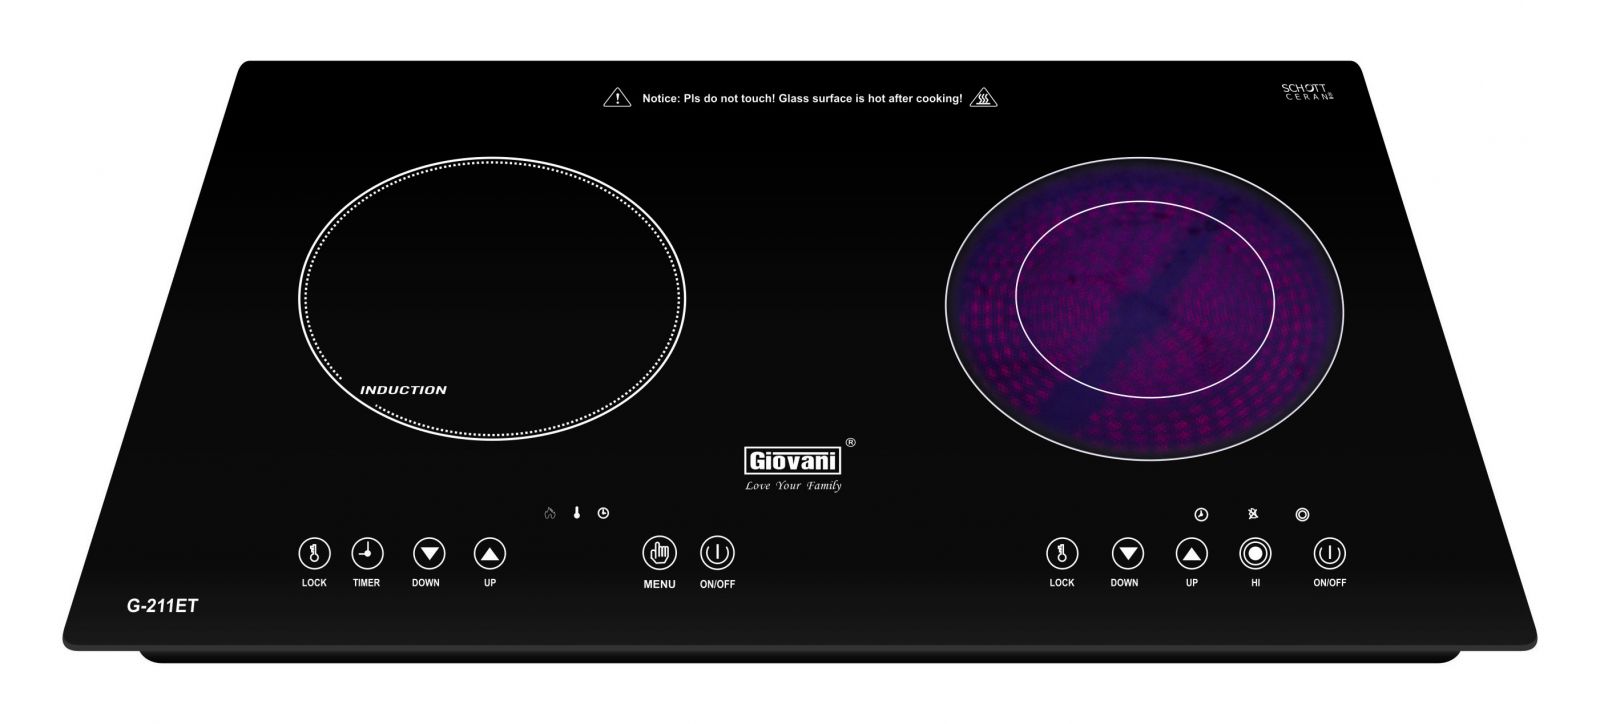 Notice: Pls do not touch! Glass surface is hot after cooking!
SCHOTT
CERAN®
INDUCTION
Giovani®
Love Your Family
LOCK TIMER DOWN UP MENU ON/OFF
LOCK DOWN UP HI ON/OFF
G-211ET